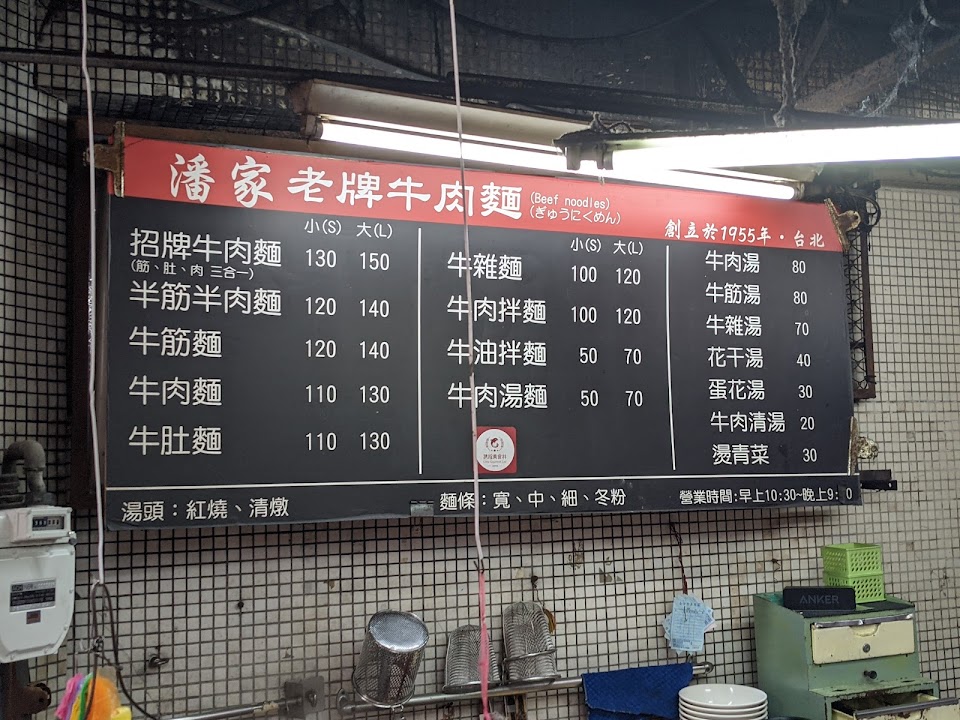 潘家老牌牛肉麵 (Beef noodles)
(ぎゅうにくめん)
創立於1955年・台北
小(S) 大(L)
招牌牛肉麵 130 150
(筋、肚、肉 三合一)
半筋半肉麵 120 140
牛筋麵 120 140
牛肉麵 110 130
牛肚麵 110 130
小(S) 大(L)
牛雜麵 100 120
牛肉拌麵 100 120
牛油拌麵 50 70
牛肉湯麵 50 70
牛肉湯 80
牛筋湯 80
牛雜湯 70
花干湯 40
蛋花湯 30
牛肉清湯 20
燙青菜 30
湯頭：紅燒、清燉
麵條：寬、中、細、冬粉
營業時間:早上10:30~晚上9:
ANKER